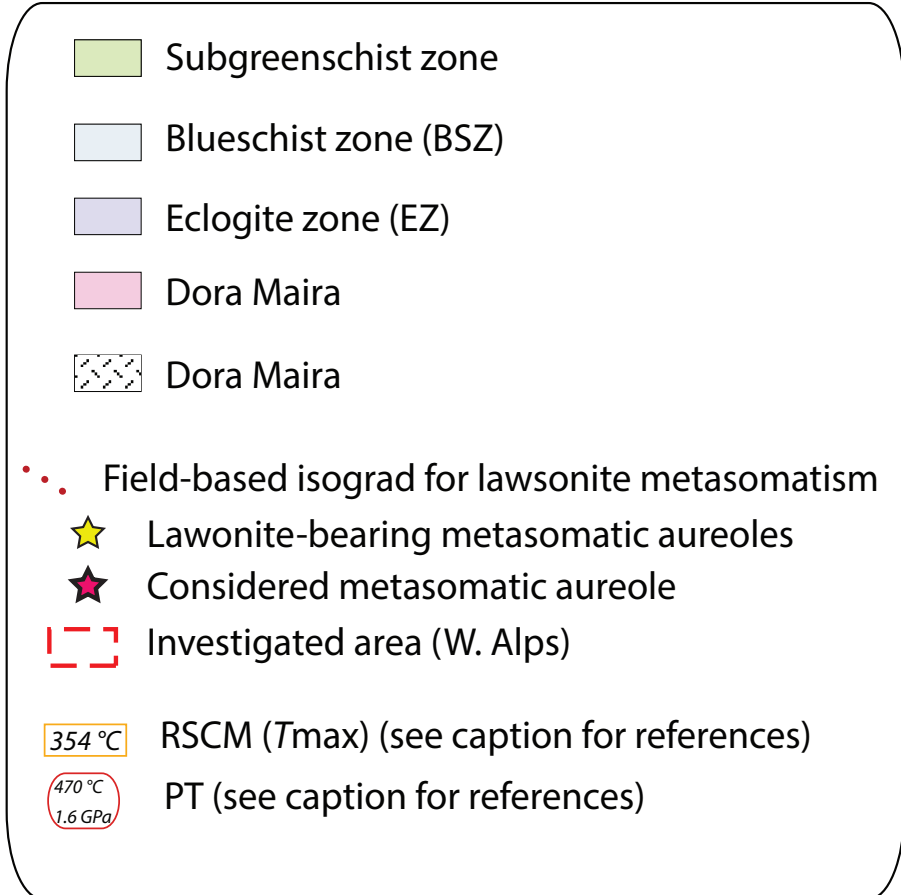 Subgreenschist zone
Blueschist zone (BSZ)
Eclogite zone (EZ)
Dora Maira
Dora Maira
Field-based isograd for lawsonite metasomatism
Lawonite-bearing metasomatic aureoles
Considered metasomatic aureole
Investigated area (W. Alps)
354 °C RSCM (Tmax) (see caption for references)
470 °C
1.6 GPa
PT (see caption for references)